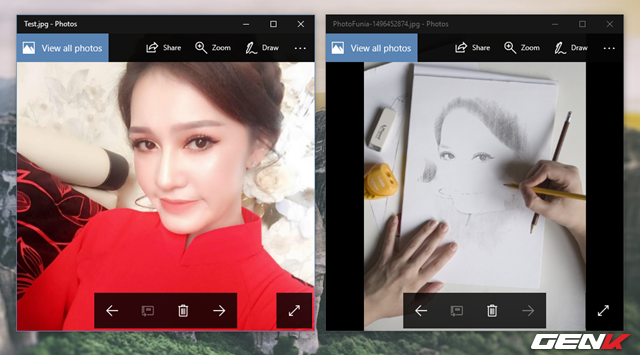 Test.jpg - Photos
View all photos
Share
Zoom
Draw
PhotoFunia-1496452874.jpg - Photos
View all photos
Share
Zoom
Draw
GENK